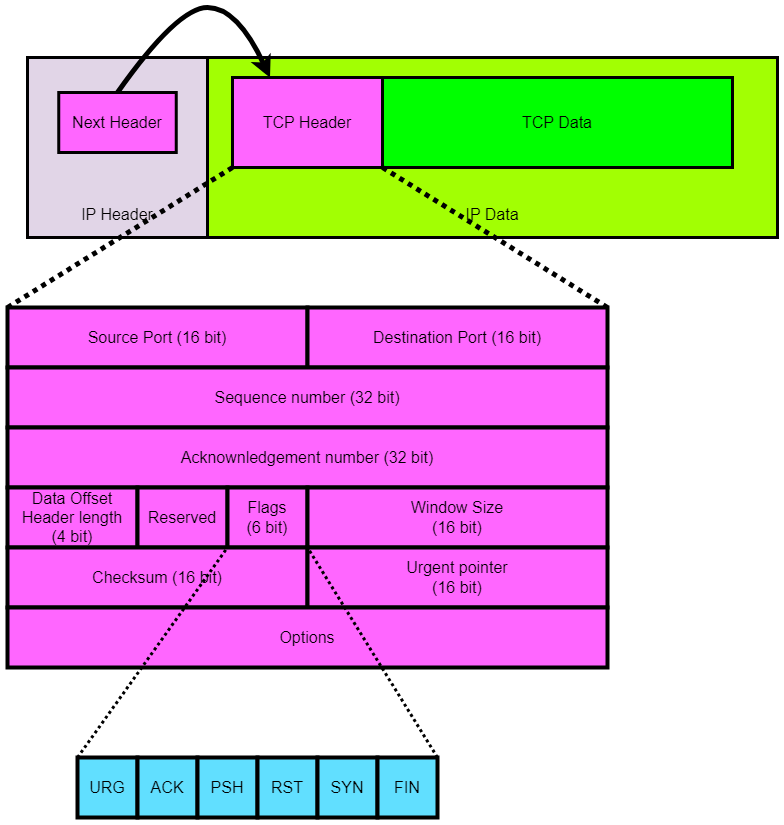 Next Header
TCP Header
TCP Data
IP Header
IP Data
Source Port (16 bit)
Destination Port (16 bit)
Sequence number (32 bit)
Acknownledgement number (32 bit)
Data Offset
Header length
(4 bit)
Reserved
Flags
(6 bit)
Window Size
(16 bit)
Checksum (16 bit)
Urgent pointer
(16 bit)
Options
URG
ACK
PSH
RST
SYN
FIN